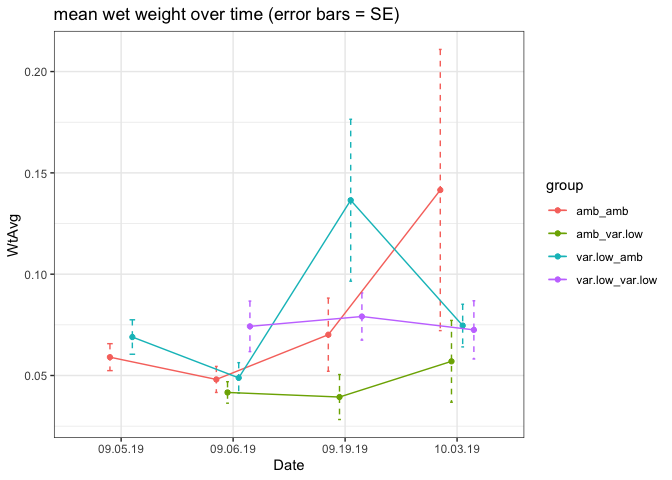 mean wet weight over time (error bars = SE)
0.20
0.15
0.10
0.05
WtAvg
09.05.19
09.06.19
09.19.19
10.03.19
Date
group
amb_amb
amb_var.low
var.low_amb
var.low_var.low